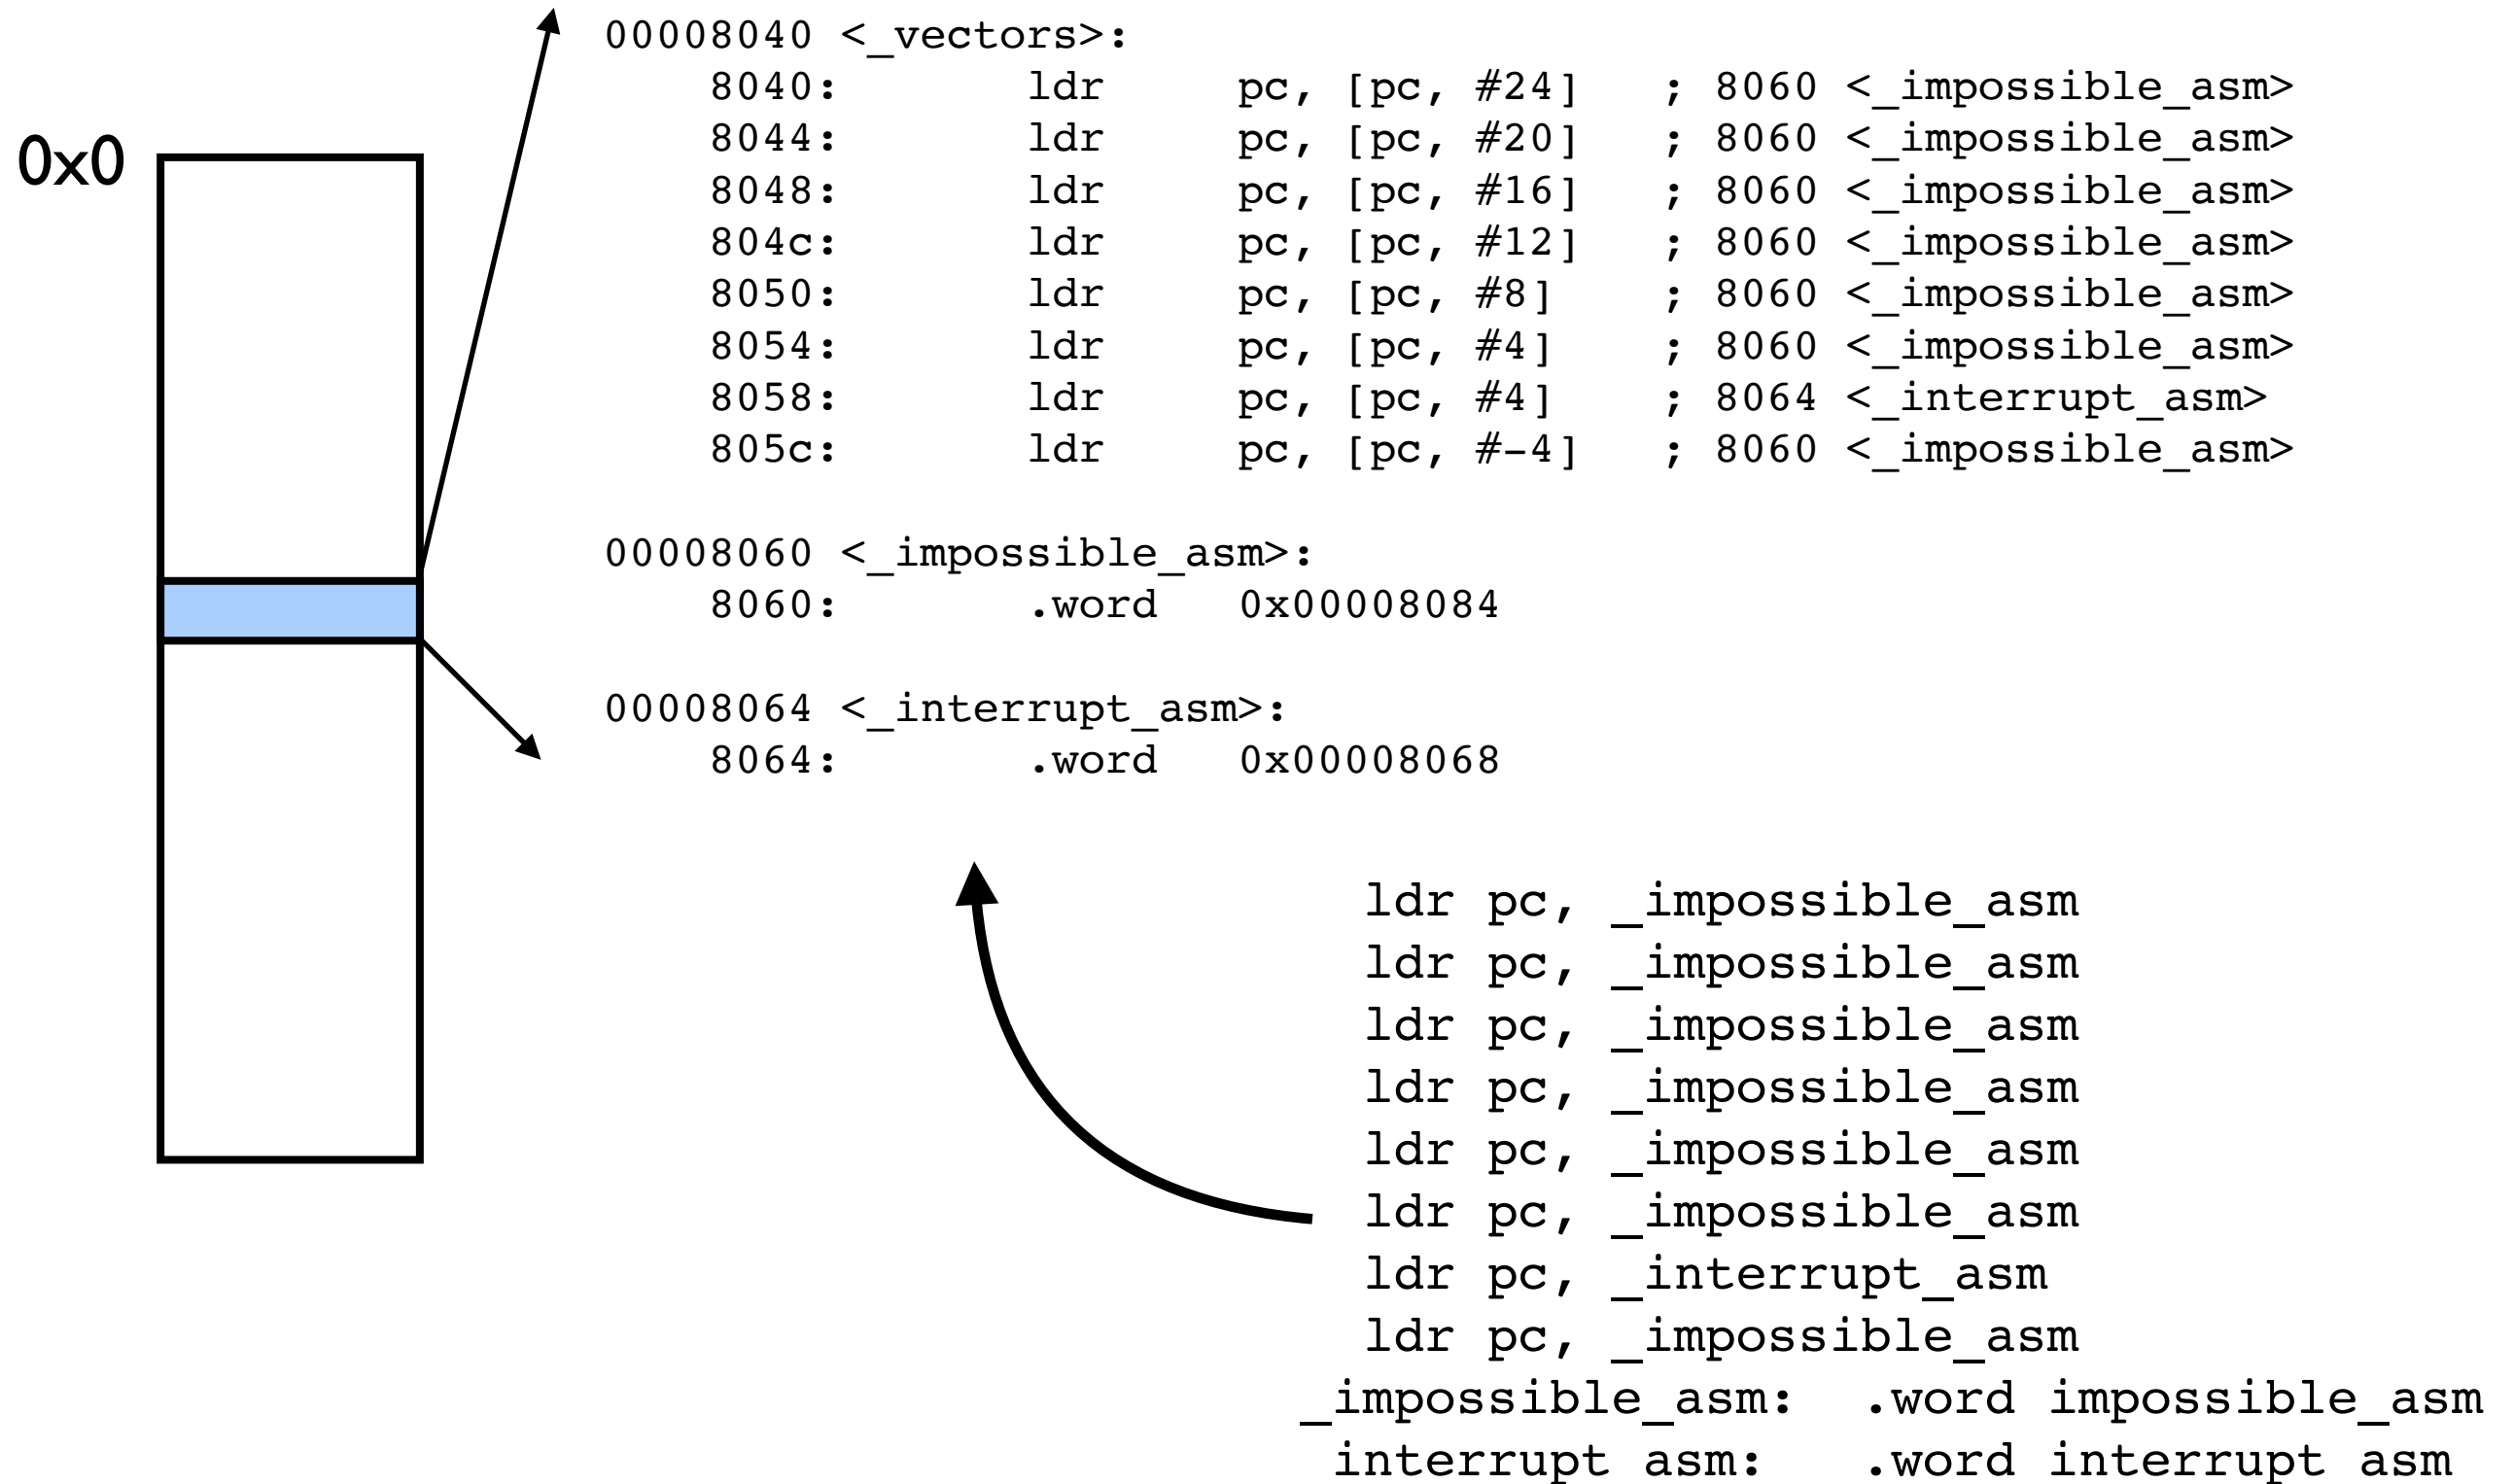 0x0
00008040 <_vectors>:
8040: ldr pc, [pc, #24] ; 8060 <_impossible_asm>
8044: ldr pc, [pc, #20] ; 8060 <_impossible_asm>
8048: ldr pc, [pc, #16] ; 8060 <_impossible_asm>
804c: ldr pc, [pc, #12] ; 8060 <_impossible_asm>
8050: ldr pc, [pc, #8] ; 8060 <_impossible_asm>
8054: ldr pc, [pc, #4] ; 8060 <_impossible_asm>
8058: ldr pc, [pc, #4] ; 8064 <_interrupt_asm>
805c: ldr pc, [pc, #-4] ; 8060 <_impossible_asm>
00008060 <_impossible_asm>:
8060: .word 0x00008084
00008064 <_interrupt_asm>:
8064: .word 0x00008068
ldr pc, _impossible_asm
ldr pc, _impossible_asm
ldr pc, _impossible_asm
ldr pc, _impossible_asm
ldr pc, _impossible_asm
ldr pc, _impossible_asm
ldr pc, _interrupt_asm
ldr pc, _impossible_asm
_impossible_asm: .word impossible_asm
_interrupt_asm: .word interrupt_asm